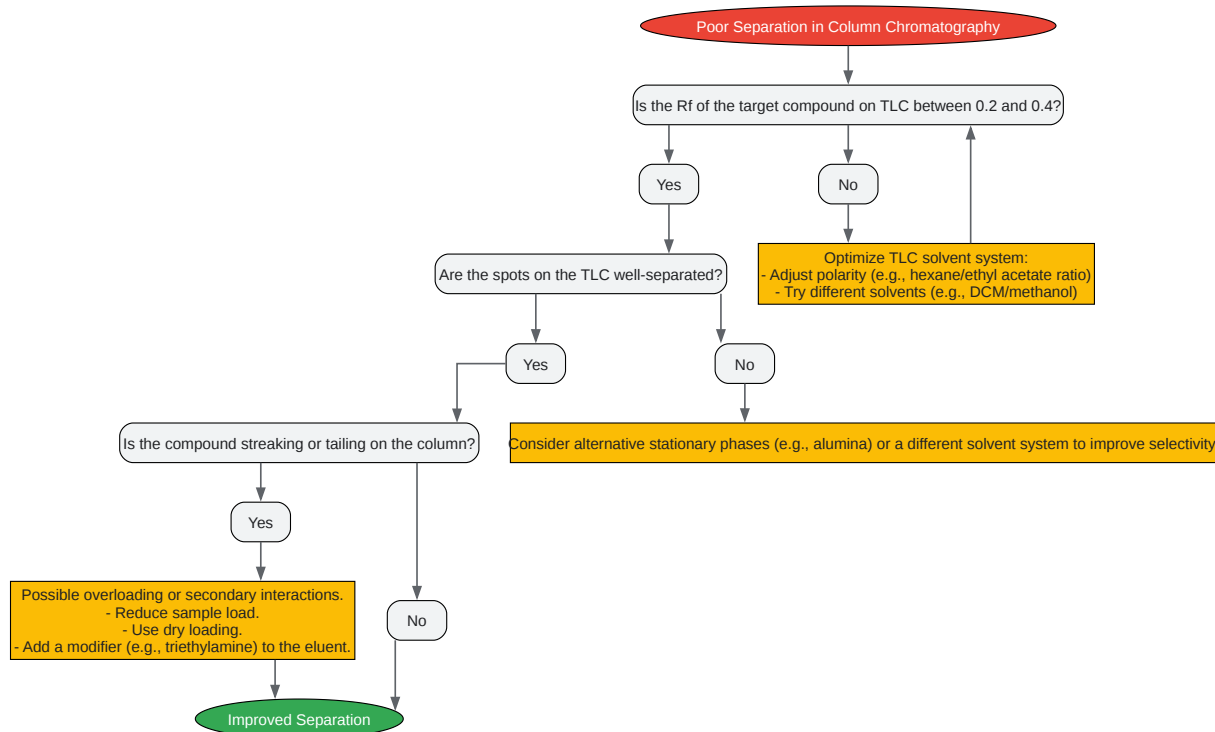 Poor Separation in Column Chromatography
Is the Rf of the target compound on TLC between 0.2 and 0.4?
Yes
No
Optimize TLC solvent system:
- Adjust polarity (e.g., hexane/ethyl acetate ratio)
- Try different solvents (e.g., DCM/methanol)
Are the spots on the TLC well-separated?
Yes
No
Is the compound streaking or tailing on the column?
Consider alternative stationary phases (e.g., alumina) or a different solvent system to improve selectivity
Yes
Possible overloading or secondary interactions.
- Reduce sample load.
- Use dry loading.
- Add a modifier (e.g., triethylamine) to the eluent.
No
Improved Separation